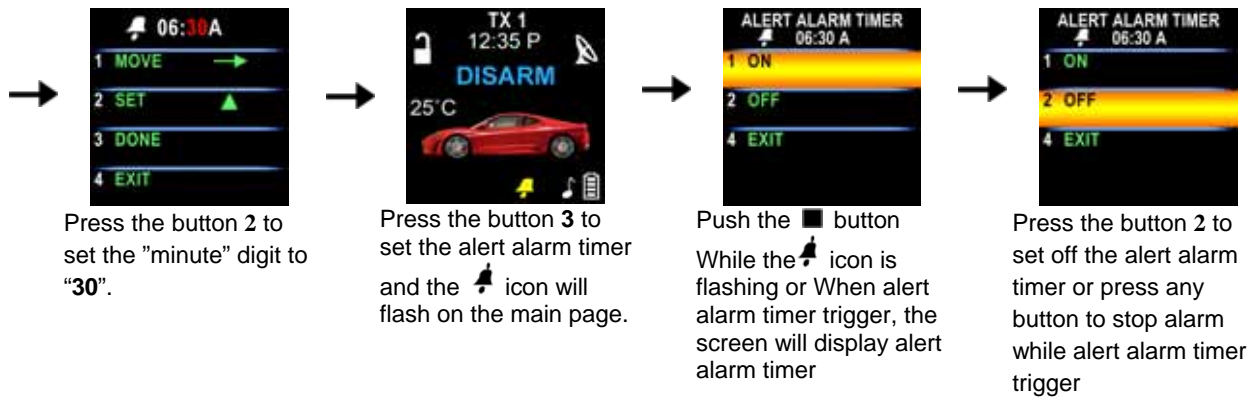 06:30A
1 MOVE
2 SET
3 DONE
4 EXIT
Press the button 2 to
set the ”minute” digit to
“30”.
TX 1
12:35 P
DISARM
25°C
Press the button 3 to
set the alert alarm timer
and the icon will
flash on the main page.
ALERT ALARM TIMER
06:30 A
1 ON
2 OFF
4 EXIT
Push the button
While the icon is
flashing or When alert
alarm timer trigger, the
screen will display alert
alarm timer
ALERT ALARM TIMER
06:30 A
1 ON
2 OFF
4 EXIT
Press the button 2 to
set off the alert alarm
timer or press any
button to stop alarm
while alert alarm timer
trigger